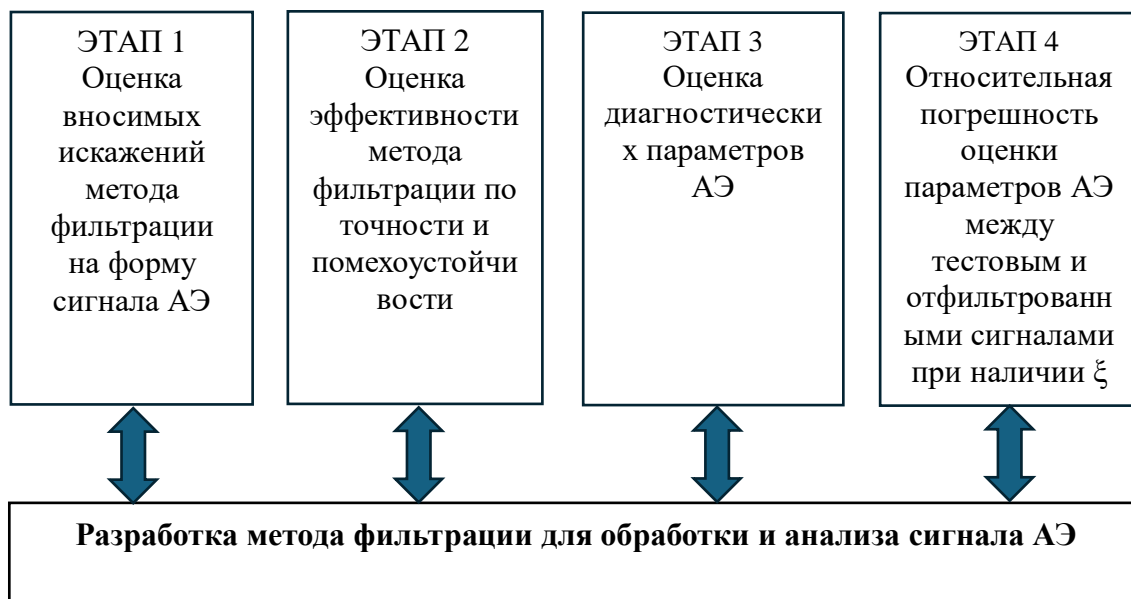 ЭТАП 1
Оценка
вносимых
искажений
метода
фильтрации
на форму
сигнала АЭ
ЭТАП 2
Оценка
эффективности
метода
фильтрации по
точности и
помехоустойчи
вости
ЭТАП 3
Оценка
диагностически
х параметров
АЭ
ЭТАП 4
Относительная
погрешность
оценки
параметров АЭ
между
тестовым и
отфильтрованн
ыми сигналами
при наличии ξ
Разработка метода фильтрации для обработки и анализа сигнала АЭ